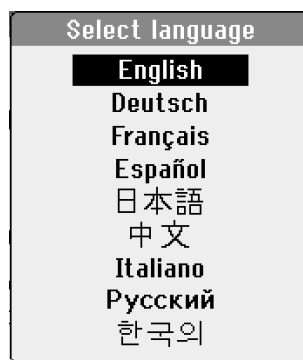 Select language
English
Deutsch
Français
Español
日本語
中文
Italiano
Русский
한국의